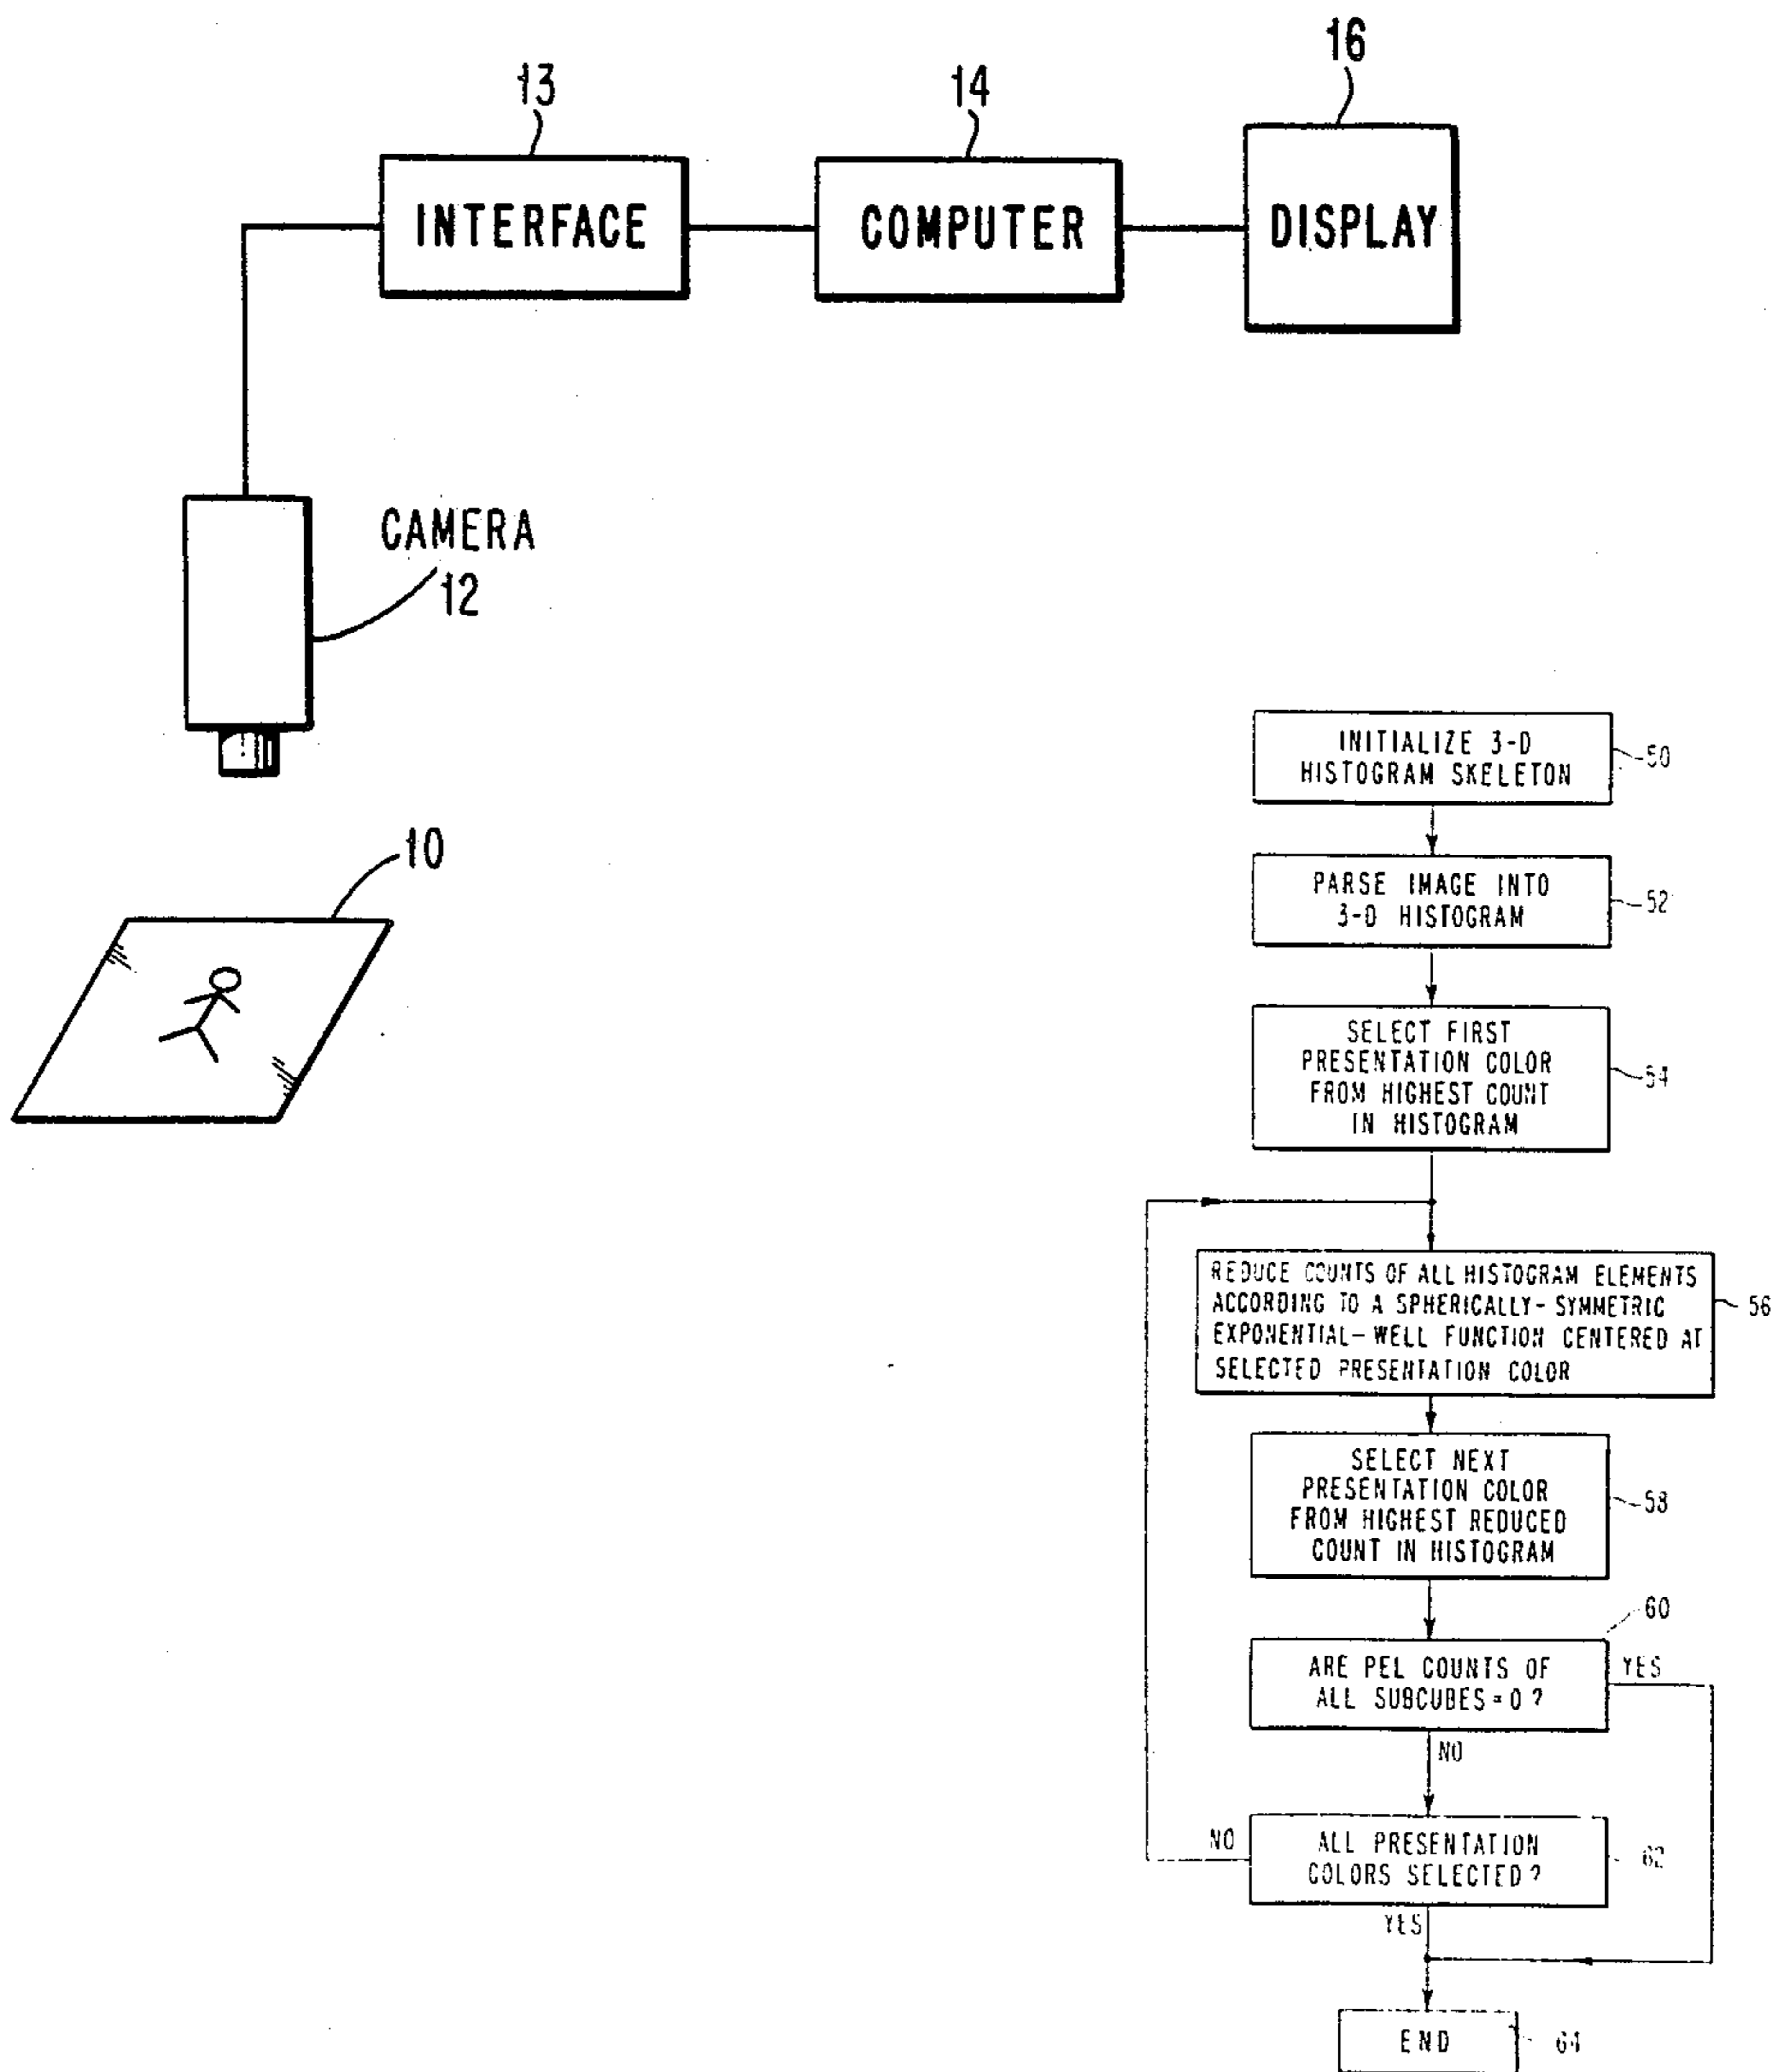 16
13
14
INTERFACE
COMPUTER
DISPLAY
CAMERA
12
10
INITIALIZE 3-D
HISTOGRAM SKELETON
50
PARSE IMAGE INTO
3-D HISTOGRAM
52
SELECT FIRST
PRESENTATION COLOR
FROM HIGHEST COUNT
IN HISTOGRAM
54
REDUCE COUNTS OF ALL HISTOGRAM ELEMENTS
ACCORDING TO A SPHERICALLY-SYMMETRIC
EXPONENTIAL-WELL FUNCTION CENTERED AT
SELECTED PRESENTATION COLOR
56
SELECT NEXT
PRESENTATION COLOR
FROM HIGHEST REDUCED
COUNT IN HISTOGRAM
58
60
ARE PEL COUNTS OF
ALL SUBCUBES=0?
YES
NO
ALL PRESENTATION
COLORS SELECTED?
NO
62
YES
END
64